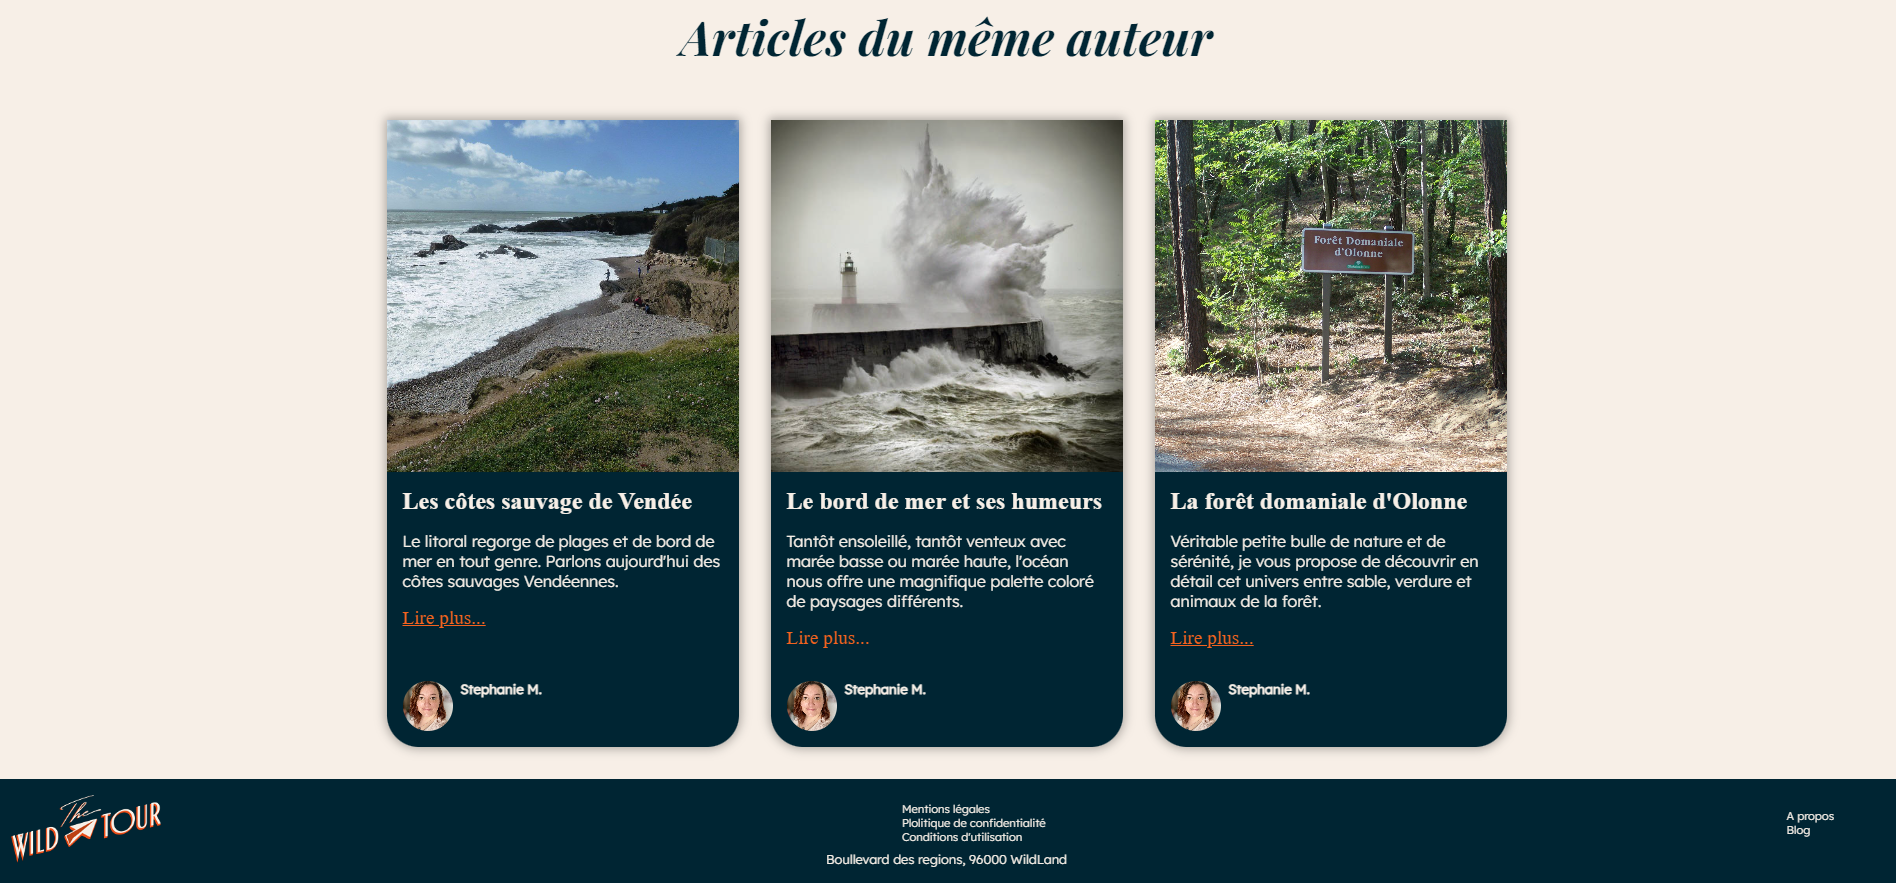 Articles du même auteur
Forêt Domaniale
d'Olonne
Les côtes sauvage de Vendée
Le litoral regorge de plages et de bord de
mer en tout genre. Parlons aujourd'hui des
côtes sauvages Vendéennes.
Lire plus...
Stephanie M.
Le bord de mer et ses humeurs
Tantôt ensoleillé, tantôt venteux avec
marée basse ou marée haute, l'océan
nous offre une magnifique palette coloré
de paysages différents.
Lire plus...
Stephanie M.
La forêt domaniale d'Olonne
Véritable petite bulle de nature et de
sérénité, je vous propose de découvrir en
détail cet univers entre sable, verdure et
animaux de la forêt.
Lire plus...
Stephanie M.
The
WILD TOUR
Mentions légales
Plolitique de confidentialité
Conditions d'utilisation
Boullevard des regions, 96000 WildLand
A propos
Blog